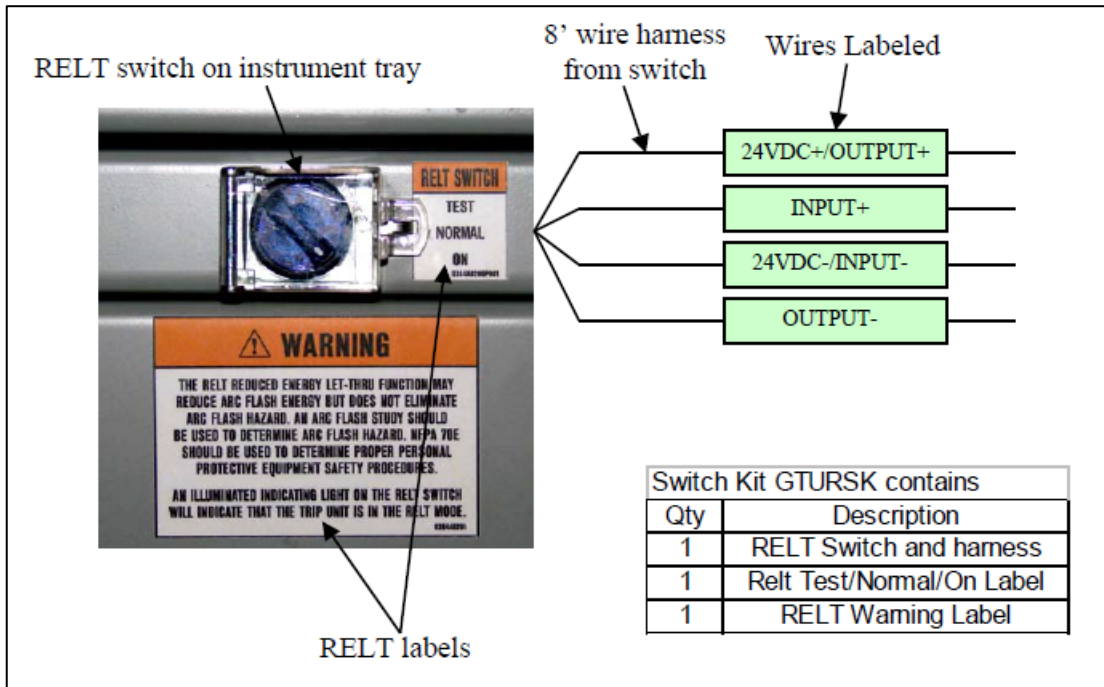 RELT switch on instrument tray
8’ wire harness
from switch
Wires Labeled
RELT SWITCH
TEST
NORMAL
ON
24VDC+/OUTPUT+
INPUT+
24VDC-/INPUT-
OUTPUT-
WARNING
THE RELT REDUCED ENERGY LET-THRU FUNCTION MAY
REDUCE ARC FLASH ENERGY BUT DOES NOT ELIMINATE
ARC FLASH HAZARD. AN ARC FLASH STUDY SHOULD
BE USED TO DETERMINE ARC FLASH HAZARD. NFPA 70E
SHOULD BE USED TO DETERMINE PROPER PERSONAL
PROTECTIVE EQUIPMENT SAFETY PROCEDURES.
AN ILLUMINATED INDICATING LIGHT ON THE RELT SWITCH
WILL INDICATE THAT THE TRIP UNIT IS IN THE RELT MODE.
RELT labels
Switch Kit GTURSK contains
Qty Description
1 RELT Switch and harness
1 Relt Test/Normal/On Label
1 RELT Warning Label